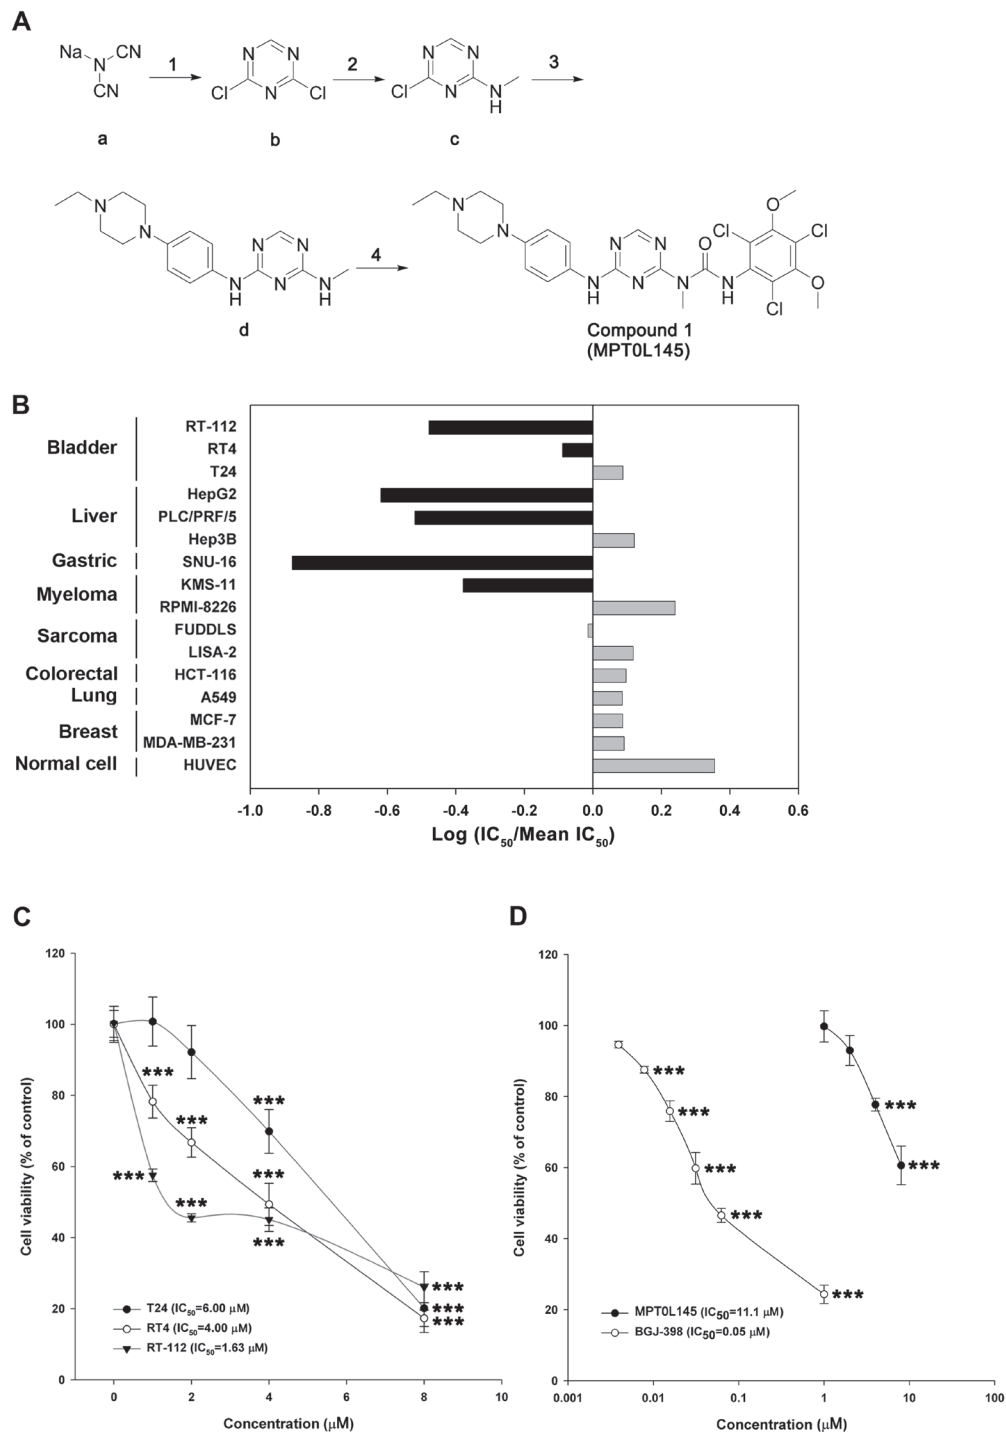 A
Na
N
CN
CN
1
N
N
N
Cl
Cl
2
N
N
N
Cl
N
H
3
a
b
c
N
N
N
H
N
N
N
N
H
4
N
N
N
H
N
N
N
N
O
N
H
Cl
O
Cl
O
Cl
d
Compound 1
(MPT0L145)
B
Bladder
RT-112
RT4
T24
Liver
HepG2
PLC/PRF/5
Hep3B
Gastric
SNU-16
Myeloma
KMS-11
RPMI-8226
Sarcoma
FUDDLS
LISA-2
Colorectal
HCT-116
Lung
A549
Breast
MCF-7
MDA-MB-231
Normal cell
HUVEC
-1.0 -0.8 -0.6 -0.4 -0.2 0.0 0.2 0.4 0.6
Log (IC50/Mean IC50)
C
Cell viability (% of control)
120
100
80
60
40
20
0
***
***
***
***
***
***
***
***
***
***
T24 (IC50=6.00 μM)
RT4 (IC50=4.00 μM)
RT-112 (IC50=1.63 μM)
0 2 4 6 8 10
Concentration (μM)
D
Cell viability (% of control)
120
100
80
60
40
20
0
***
***
***
***
***
***
***
MPT0L145 (IC50=11.1 μM)
BGJ-398 (IC50=0.05 μM)
0.001 0.01 0.1 1 10 100
Concentration (μM)